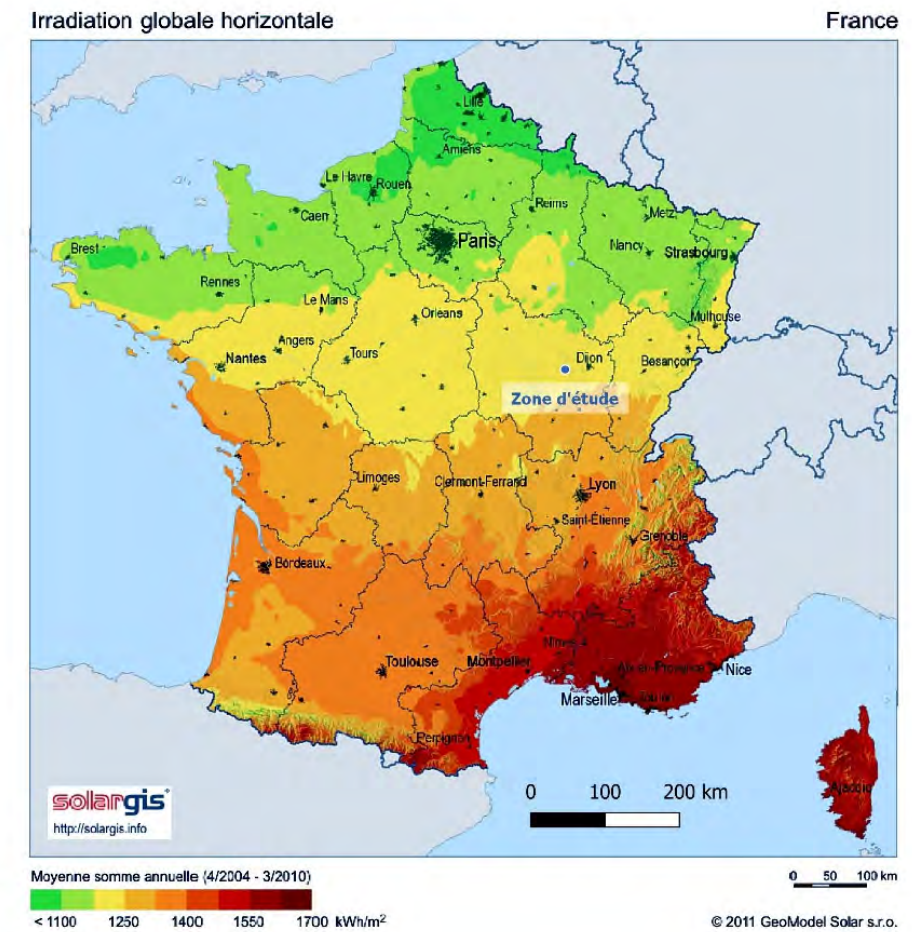 Irradiation globale horizontale
France
Lille
Amiens
Le Havre
Rouen
Reims
Caen
Metz
Paris
Nancy
Strasbourg
Brest
Rennes
Le Mans
Orleans
Mulhouse
Angers
Nantes
Tours
Dijon
Besançon
Zone d'étude
Limoges
Clermont-Ferrand
Lyon
Saint-Étienne
Grenoble
Bordeaux
Nîmes
Toulouse
Montpellier
Aix-en-Provence
Nice
Marseille
Toulon
Perpignan
Ajaccio
solargis
http://solargis.info
0 100 200 km
Moyenne somme annuelle (4/2004 - 3/2010)
0 50 100 km
< 1100 1250 1400 1550 1700 kWh/m²
© 2011 GeoModel Solar s.r.o.